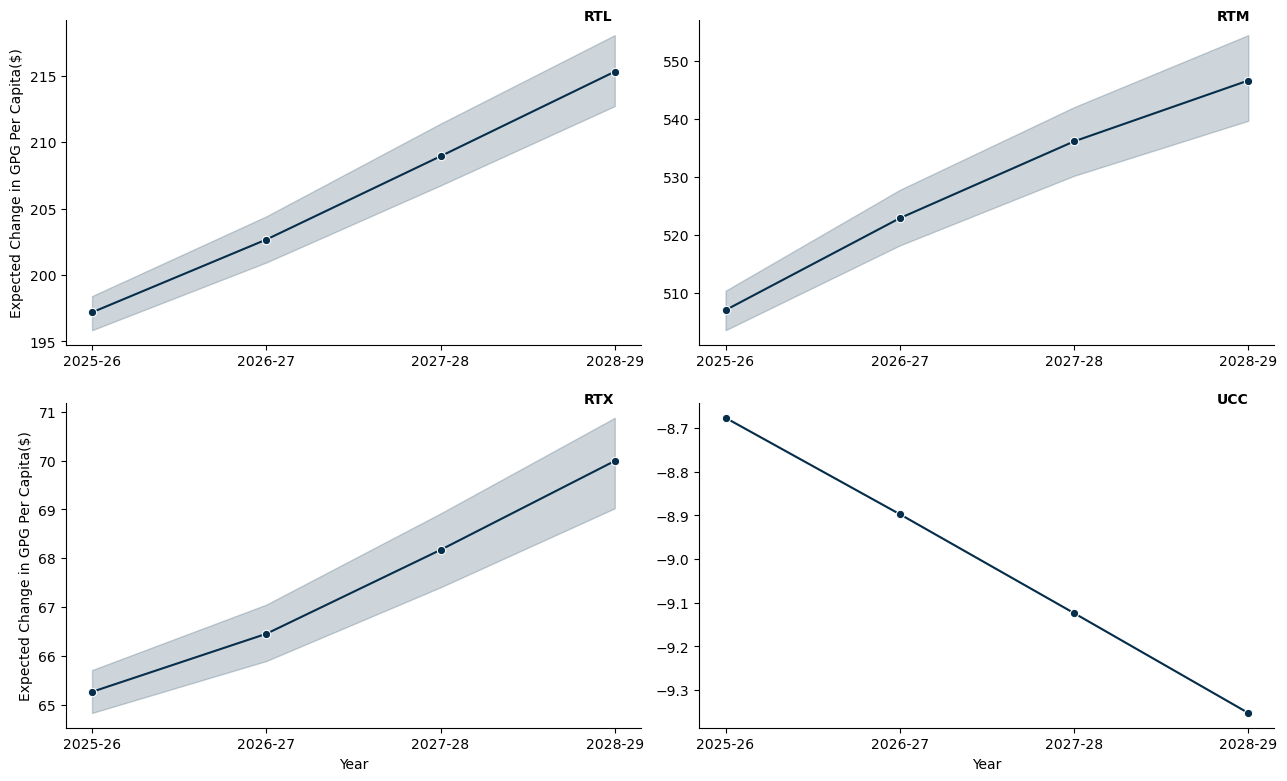 RTL
Expected Change in GPG Per Capita($)
215
210
205
200
195
2025-26 2026-27 2027-28 2028-29
RTM
550
540
530
520
510
2025-26 2026-27 2027-28 2028-29
RTX
Expected Change in GPG Per Capita($)
71
70
69
68
67
66
65
2025-26 2026-27 2027-28 2028-29
Year
UCC
−8.7
−8.8
−8.9
−9.0
−9.1
−9.2
−9.3
2025-26 2026-27 2027-28 2028-29
Year